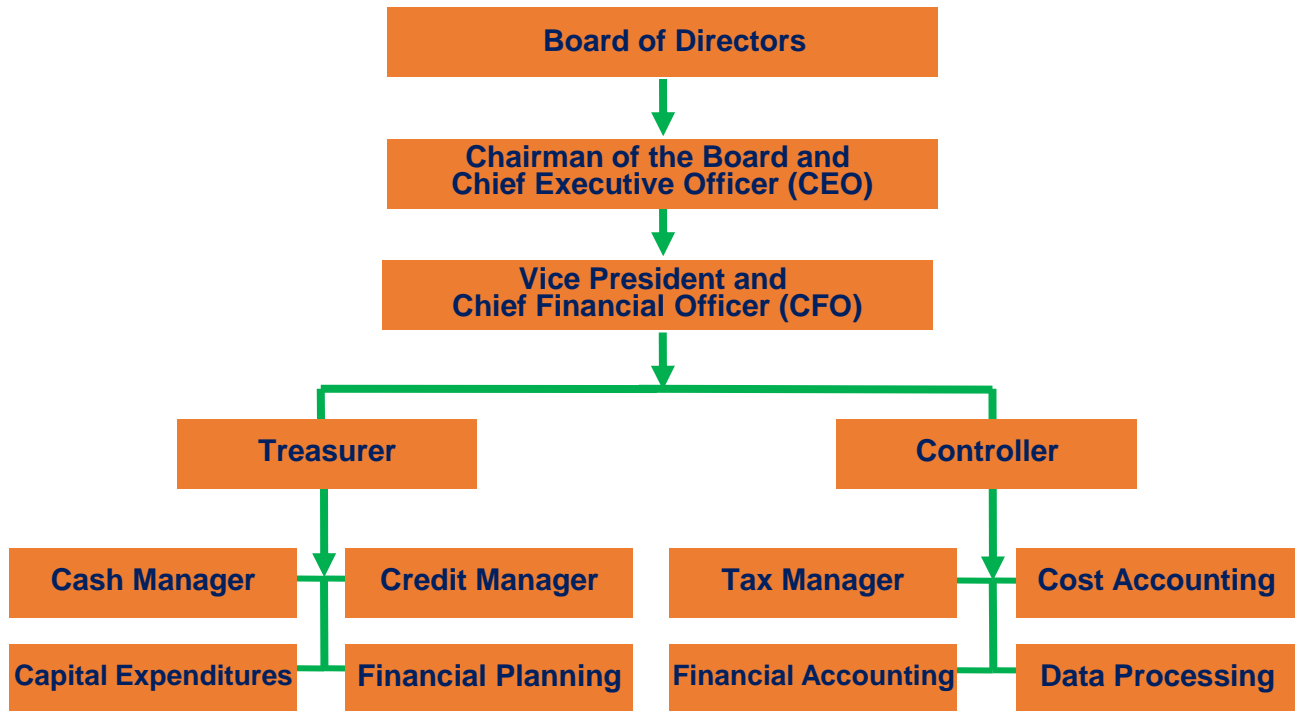 Board of Directors
Chairman of the Board and
Chief Executive Officer (CEO)
Vice President and
Chief Financial Officer (CFO)
Treasurer
Controller
Cash Manager
Credit Manager
Tax Manager
Cost Accounting
Capital Expenditures
Financial Planning
Financial Accounting
Data Processing